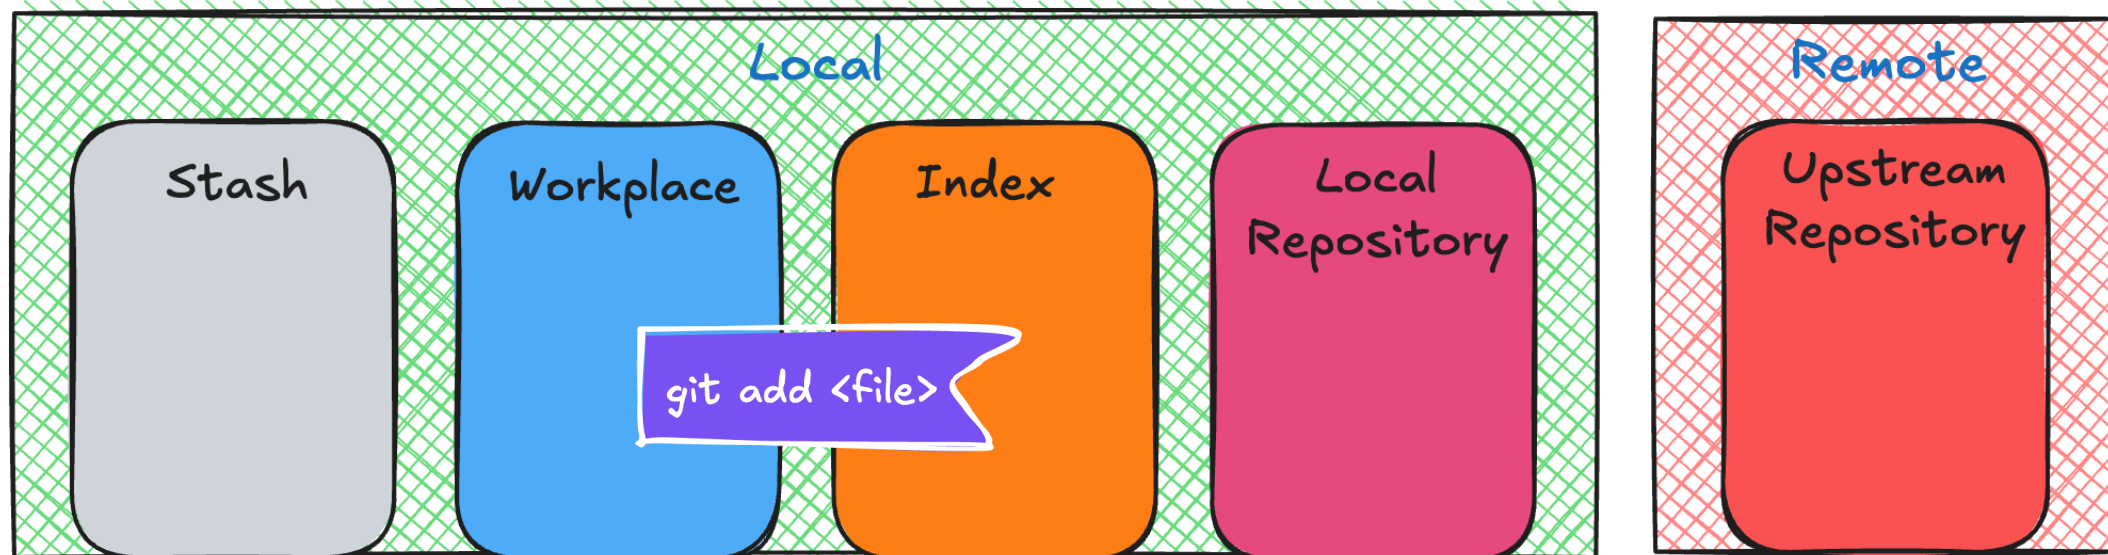 Local
Remote
Stash
Workplace
Index
Local
Repository
Upstream
Repository
git add <file>